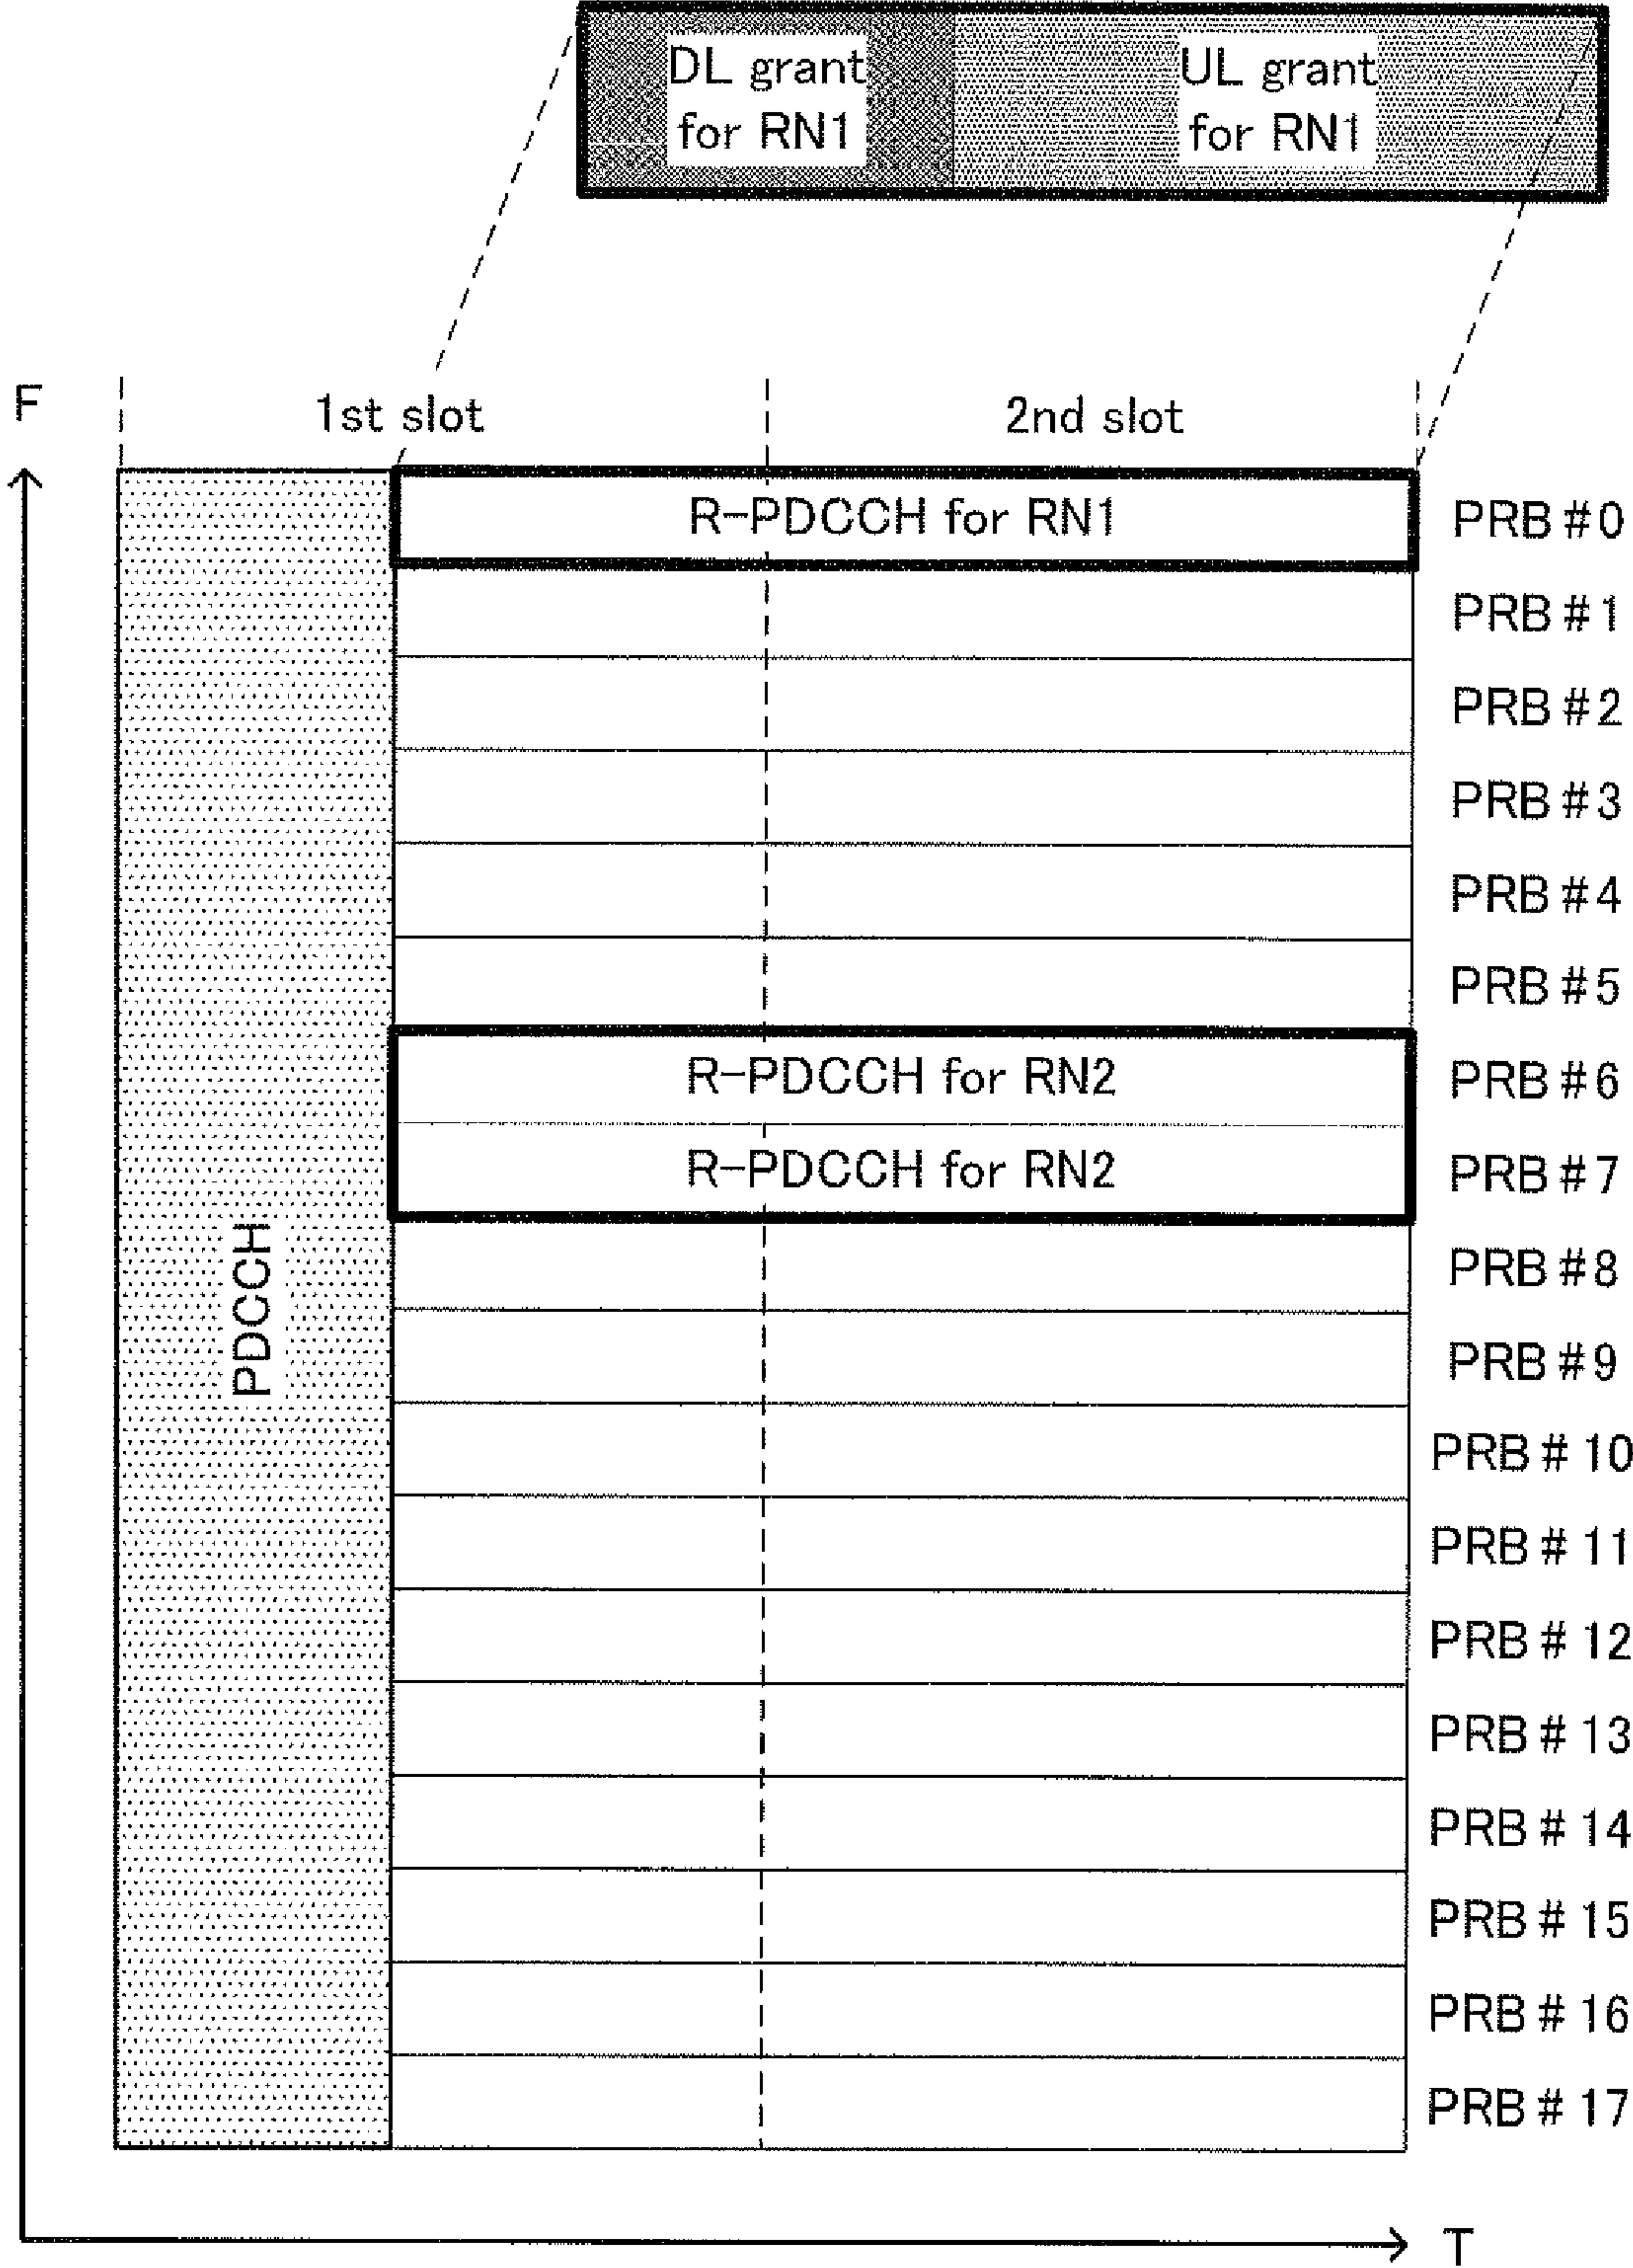 DL grant
for RN1
UL grant
for RN1
F
1st slot
2nd slot
R-PDCCH for RN1
PRB #0
PRB #1
PRB #2
PRB #3
PRB #4
PRB #5
R-PDCCH for RN2
PRB #6
R-PDCCH for RN2
PRB #7
PDCCH
PRB #8
PRB #9
PRB # 10
PRB # 11
PRB # 12
PRB # 13
PRB # 14
PRB # 15
PRB # 16
PRB # 17
T